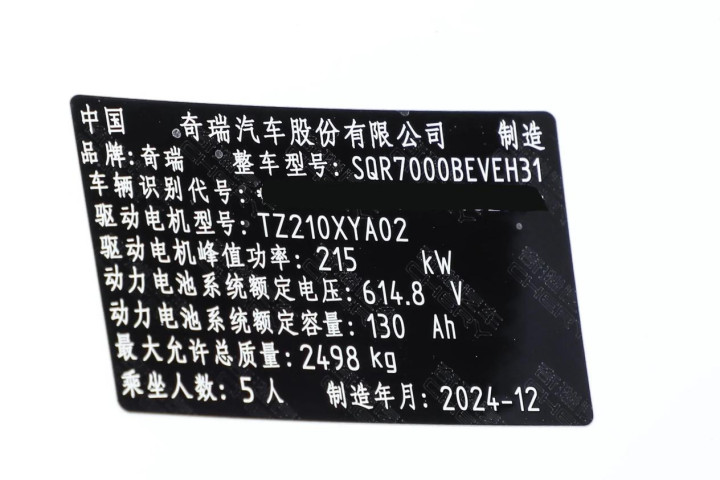 中国 奇瑞汽车股份有限公司 制造
品牌:奇瑞 整车型号:SQR7000BEVEH31
车辆识别代号:
驱动电机型号:TZ210XYA02
驱动电机峰值功率:215 kW
动力电池系统额定电压:614.8 V
动力电池系统额定容量:130 Ah
最大允许总质量:2498 kg
乘坐人数:5人 制造年月:2024-12